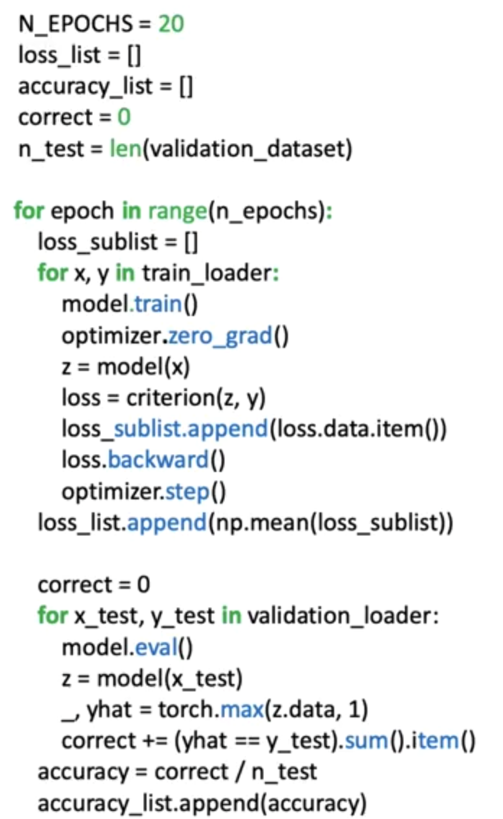 N_EPOCHS = 20
loss_list = []
accuracy_list = []
correct = 0
n_test = len(validation_dataset)
for epoch in range(n_epochs):
loss_sublist = []
for x, y in train_loader:
model.train()
optimizer.zero_grad()
z = model(x)
loss = criterion(z, y)
loss_sublist.append(loss.data.item())
loss.backward()
optimizer.step()
loss_list.append(np.mean(loss_sublist))
correct = 0
for x_test, y_test in validation_loader:
model.eval()
z = model(x_test)
_, yhat = torch.max(z.data, 1)
correct += (yhat == y_test).sum().item()
accuracy = correct / n_test
accuracy_list.append(accuracy)